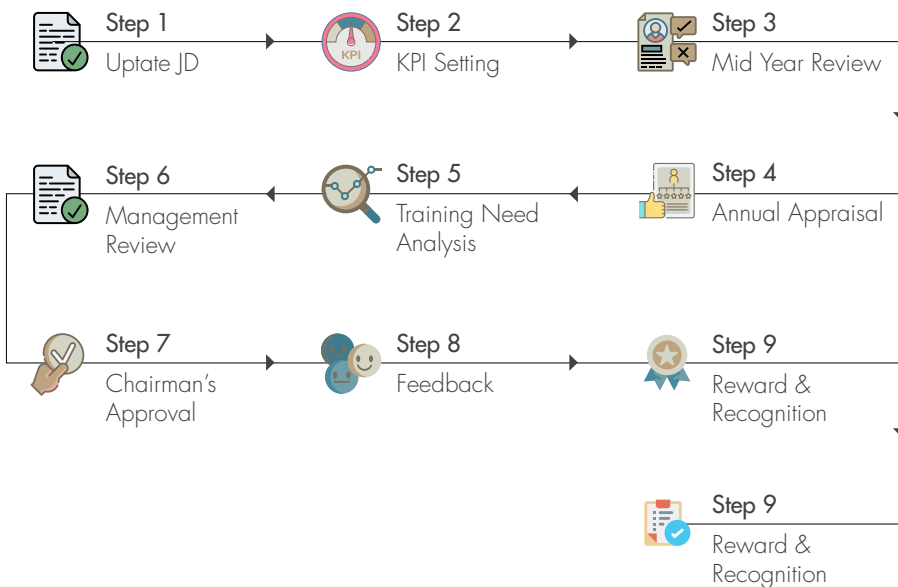 Step 1
Uptate JD
Step 2
KPI
KPI Setting
Step 3
Mid Year Review
Step 4
Annual Appraisal
Step 5
Training Need
Analysis
Step 6
Management
Review
Step 7
Chairman's
Approval
Step 8
Feedback
Step 9
Reward &
Recognition
Step 9
Reward &
Recognition